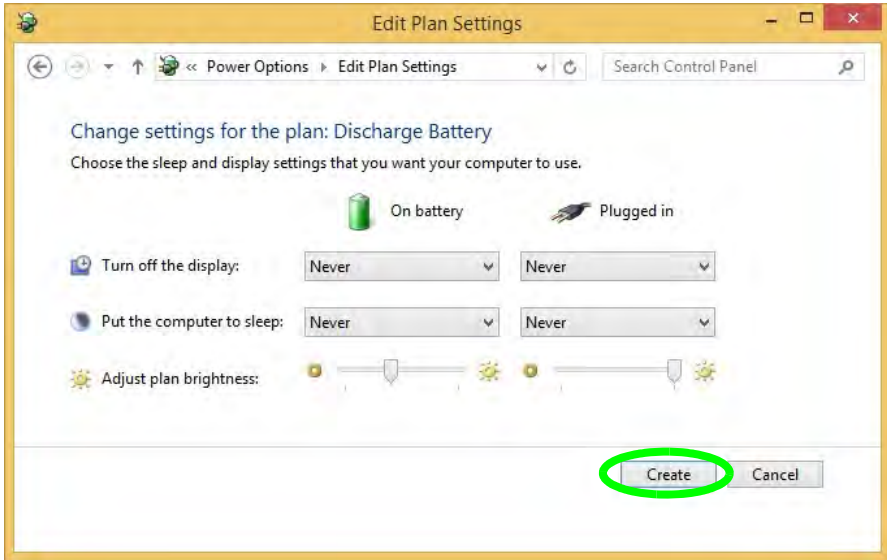 Edit Plan Settings
« Power Options Edit Plan Settings Search Control Panel
Change settings for the plan: Discharge Battery
Choose the sleep and display settings that you want your computer to use.
On battery Plugged in
Turn off the display: Never Never
Put the computer to sleep: Never Never
Adjust plan brightness:
Create Cancel